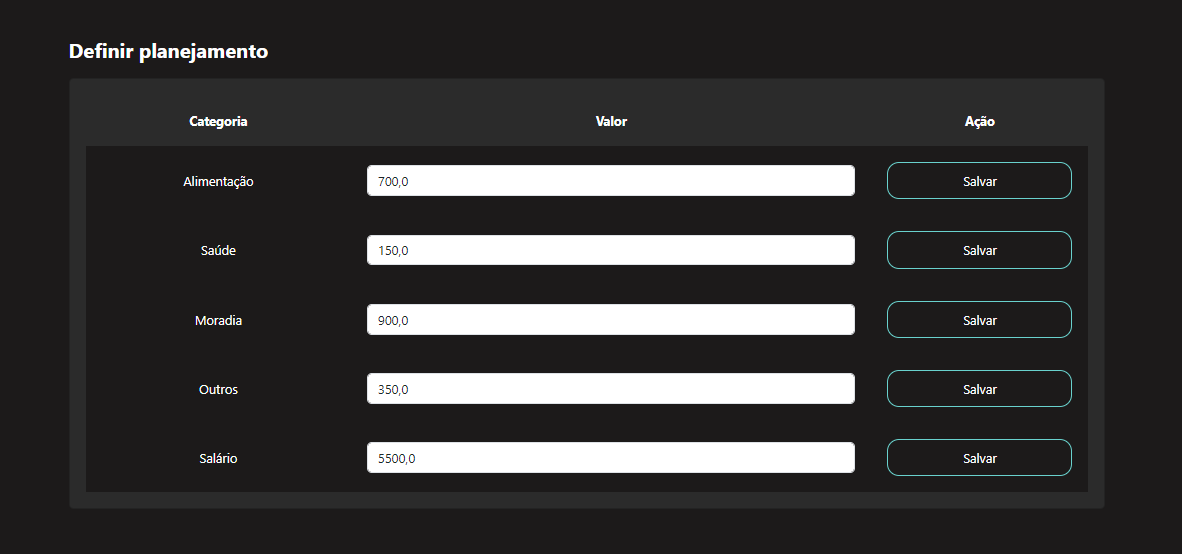 Definir planejamento
Categoria Valor Ação
Alimentação 700,0 Salvar
Saúde 150,0 Salvar
Moradia 900,0 Salvar
Outros 350,0 Salvar
Salário 5500,0 Salvar